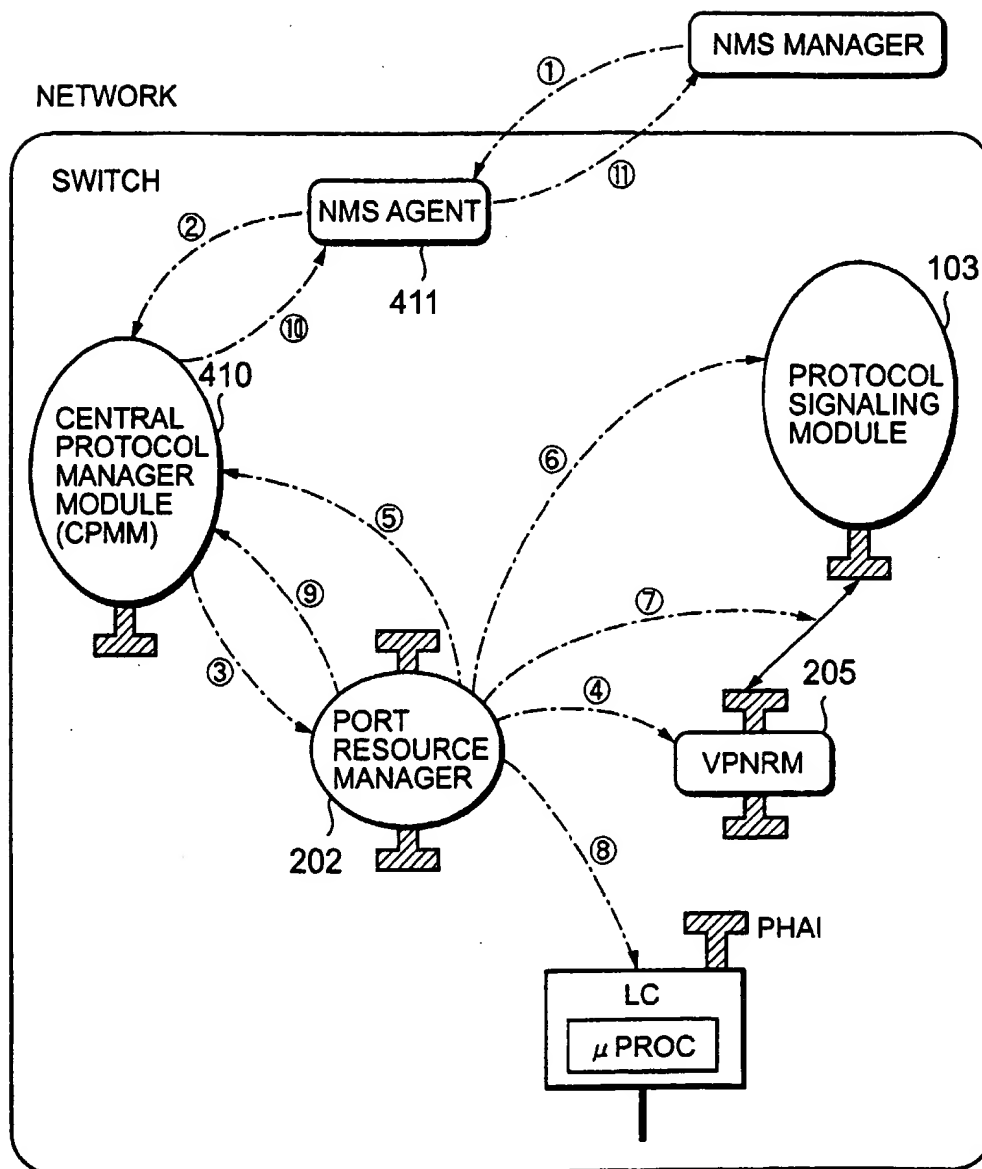 NMS MANAGER
①
NETWORK
⑪
SWITCH
NMS AGENT
②
411
103
⑩
410
CENTRAL
PROTOCOL
MANAGER
MODULE
(CPMM)
PROTOCOL
SIGNALING
MODULE
⑥
⑤
⑨
⑦
③
205
④
PORT
RESOURCE
MANAGER
VPNRM
202
⑧
PHAI
LC
μ PROC